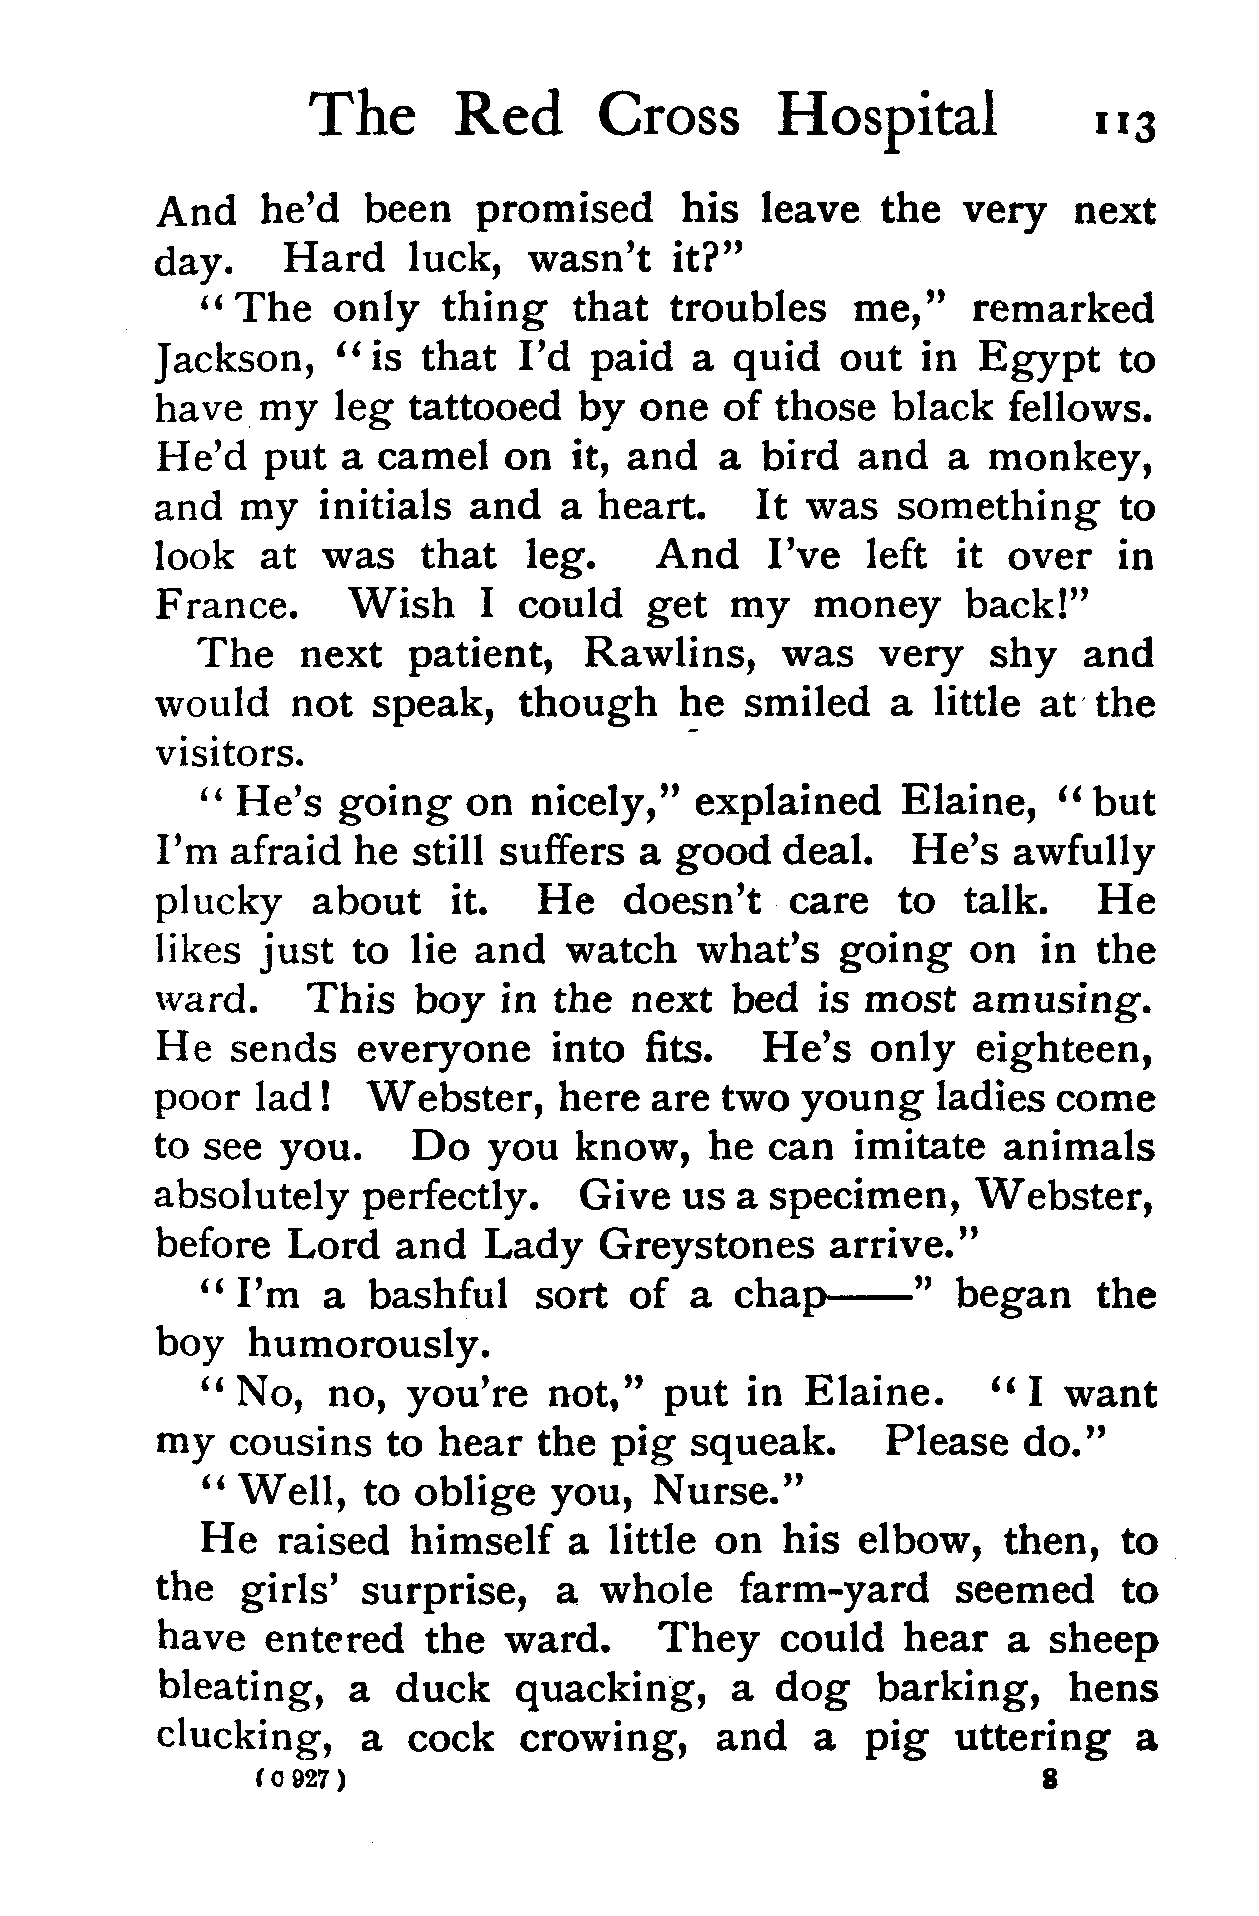 The Red Cross Hospital 113
And he'd been promised his leave the very next
day. Hard luck, wasn't it?"
"The only thing that troubles me," remarked
Jackson, "is that I'd paid a quid out in Egypt to
have my leg tattooed by one of those black fellows.
He'd put a camel on it, and a bird and a monkey,
and my initials and a heart. It was something to
look at was that leg. And I've left it over in
France. Wish I could get my money back!"
The next patient, Rawlins, was very shy and
would not speak, though he smiled a little at the
visitors.
"He's going on nicely," explained Elaine, "but
I'm afraid he still suffers a good deal. He's awfully
plucky about it. He doesn't care to talk. He
likes just to lie and watch what's going on in the
ward. This boy in the next bed is most amusing.
He sends everyone into fits. He's only eighteen,
poor lad! Webster, here are two young ladies come
to see you. Do you know, he can imitate animals
absolutely perfectly. Give us a specimen, Webster,
before Lord and Lady Greystones arrive."
"I'm a bashful sort of a chap——" began the
boy humorously.
"No, no, you're not," put in Elaine. "I want
my cousins to hear the pig squeak. Please do."
"Well, to oblige you, Nurse."
He raised himself a little on his elbow, then, to
the girls' surprise, a whole farm-yard seemed to
have entered the ward. They could hear a sheep
bleating, a duck quacking, a dog barking, hens
clucking, a cock crowing, and a pig uttering a
(C 927) 8